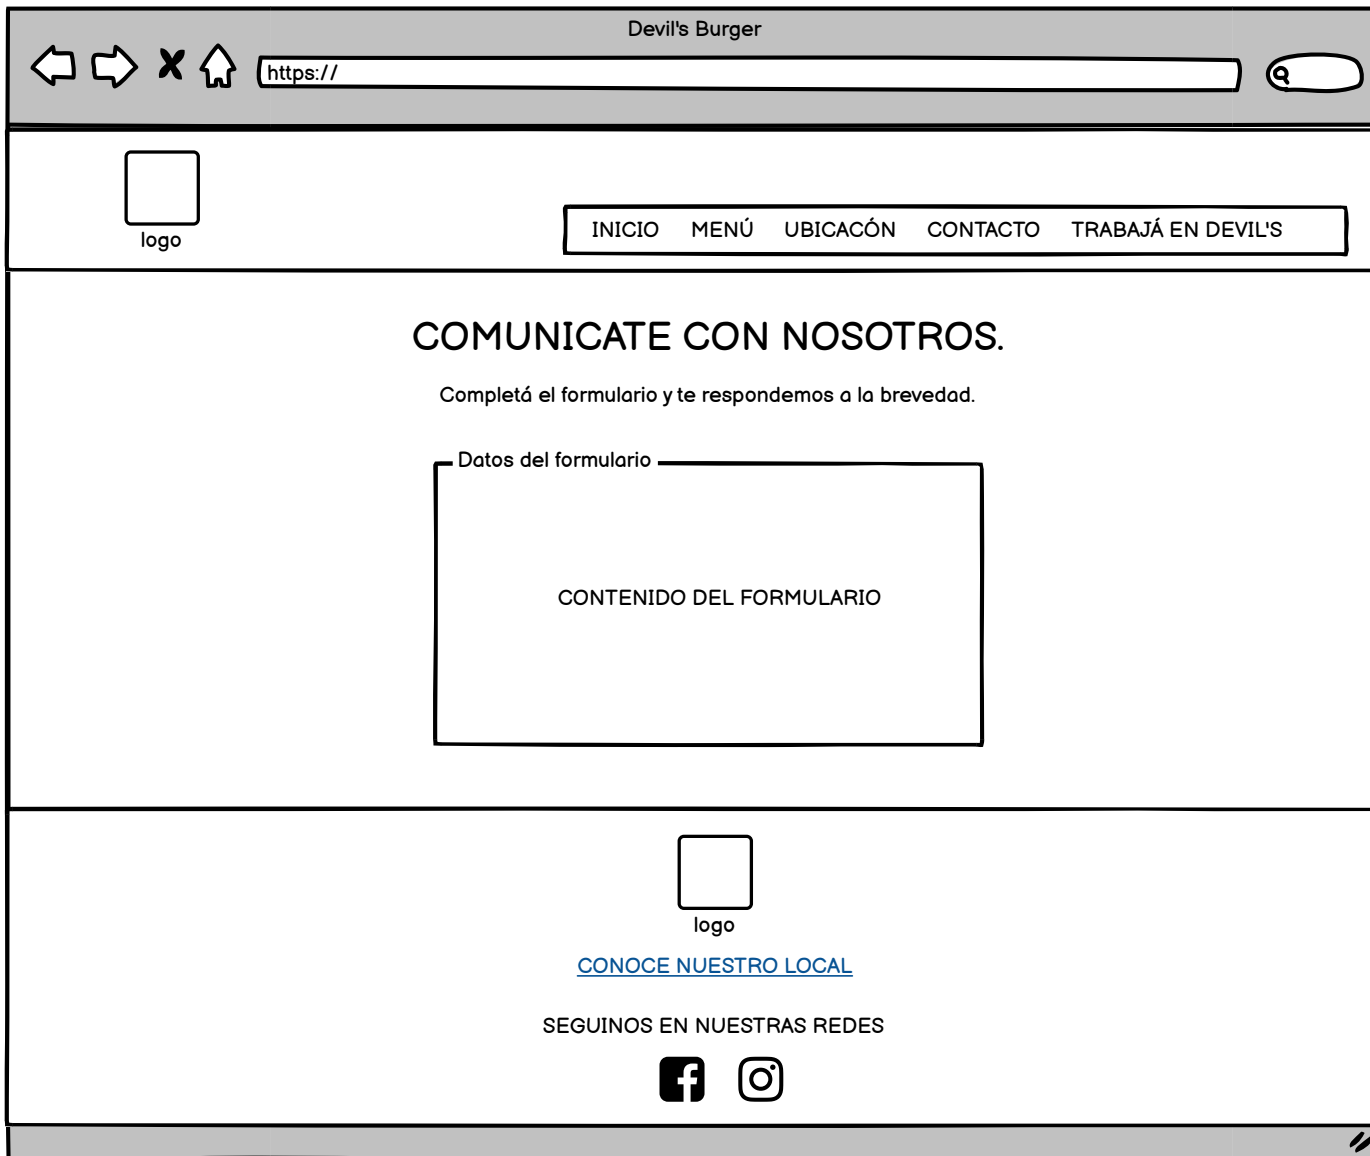 Devil's Burger
https://
logo
INICIO MENÚ UBICACÓN CONTACTO TRABAJÁ EN DEVIL'S
COMUNICATE CON NOSOTROS.
Completá el formulario y te respondemos a la brevedad.
Datos del formulario
CONTENIDO DEL FORMULARIO
logo
CONOCE NUESTRO LOCAL
SEGUINOS EN NUESTRAS REDES